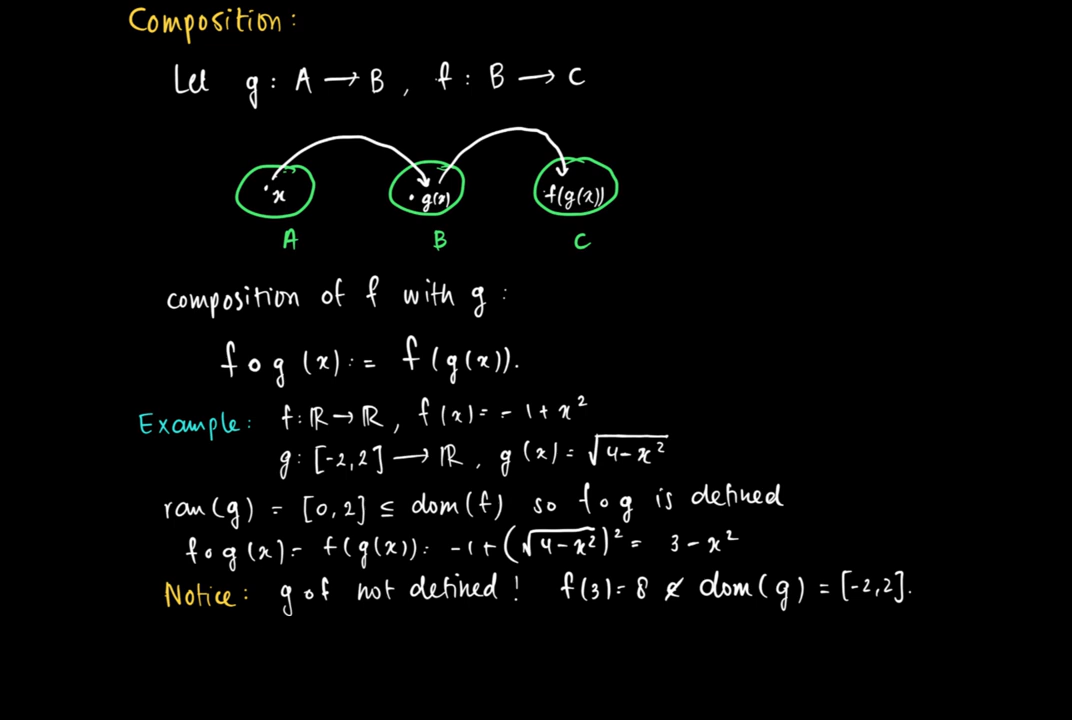 Composition:
Let g: A → B, f: B → C
x g(x) f(g(x))
A B C
composition of f with g:
f o g (x) := f(g(x)).
Example: f: ℝ → ℝ, f(x) = -1 + x²
g: [-2,2] → ℝ, g(x) = √(4-x²)
ran(g) = [0,2] ≤ dom(f) so f o g is defined
f o g (x) = f(g(x)) = -1 + (√(4-x²))² = 3 - x²
Notice: g o f not defined! f(3) = 8 ∉ dom(g) = [-2,2].